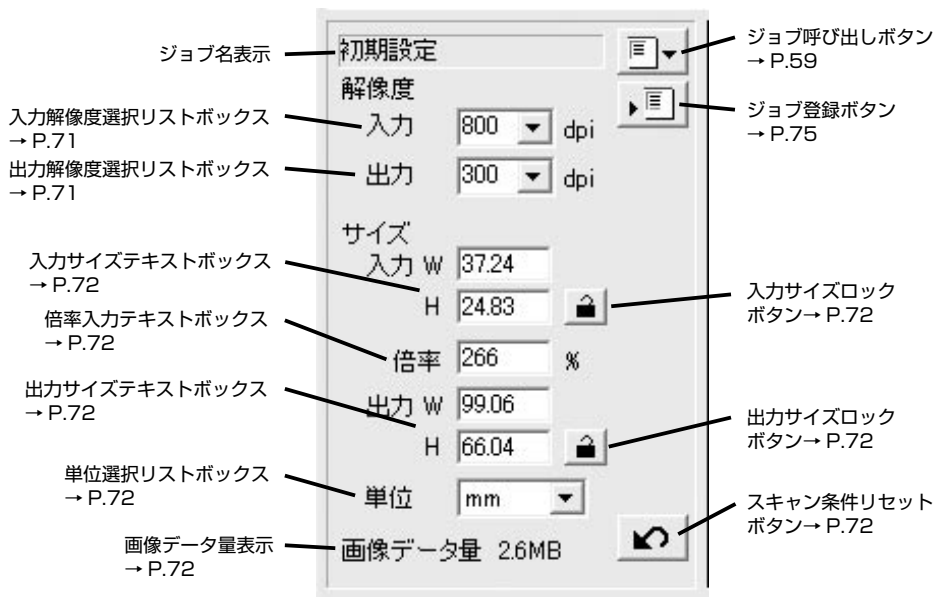 ジョブ名表示
入力解像度選択リストボックス
→ P.71
出力解像度選択リストボックス
→ P.71
入力サイズテキストボックス
→ P.72
倍率入力テキストボックス
→ P.72
出力サイズテキストボックス
→ P.72
単位選択リストボックス
→ P.72
画像データ量表示
→ P.72
初期設定
解像度
入力 800 dpi
出力 300 dpi
サイズ
入力 W 37.24
H 24.83
倍率 266 %
出力 W 99.06
H 66.04
単位 mm
画像データ量 2.6MB
ジョブ呼び出しボタン
→ P.59
ジョブ登録ボタン
→ P.75
入力サイズロック
ボタン→ P.72
出力サイズロック
ボタン→ P.72
スキャン条件リセット
ボタン→ P.72